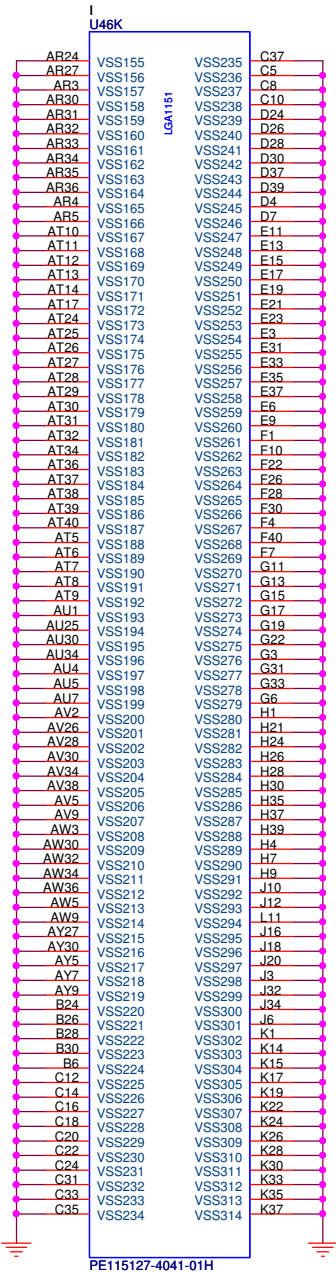 I
U46K
LGA1151
AR24 VSS155 VSS235 C37
AR27 VSS156 VSS236 C5
AR3 VSS157 VSS237 C8
AR30 VSS158 VSS238 C10
AR31 VSS159 VSS239 D24
AR32 VSS160 VSS240 D26
AR33 VSS161 VSS241 D28
AR34 VSS162 VSS242 D30
AR35 VSS163 VSS243 D37
AR36 VSS164 VSS244 D39
AR4 VSS165 VSS245 D4
AR5 VSS166 VSS246 D7
AT10 VSS167 VSS247 E11
AT11 VSS168 VSS248 E13
AT12 VSS169 VSS249 E15
AT13 VSS170 VSS250 E17
AT14 VSS171 VSS251 E19
AT17 VSS172 VSS252 E21
AT24 VSS173 VSS253 E23
AT25 VSS174 VSS254 E3
AT26 VSS175 VSS255 E31
AT27 VSS176 VSS256 E33
AT28 VSS177 VSS257 E35
AT29 VSS178 VSS258 E37
AT30 VSS179 VSS259 E6
AT31 VSS180 VSS260 E9
AT32 VSS181 VSS261 F1
AT34 VSS182 VSS262 F10
AT36 VSS183 VSS263 F22
AT37 VSS184 VSS264 F26
AT38 VSS185 VSS265 F28
AT39 VSS186 VSS266 F30
AT40 VSS187 VSS267 F4
AT5 VSS188 VSS268 F40
AT6 VSS189 VSS269 F7
AT7 VSS190 VSS270 G11
AT8 VSS191 VSS271 G13
AT9 VSS192 VSS272 G15
AU1 VSS193 VSS273 G17
AU25 VSS194 VSS274 G19
AU30 VSS195 VSS275 G22
AU34 VSS196 VSS276 G3
AU4 VSS197 VSS277 G31
AU5 VSS198 VSS278 G33
AU7 VSS199 VSS279 G6
AV2 VSS200 VSS280 H1
AV26 VSS201 VSS281 H21
AV28 VSS202 VSS282 H24
AV30 VSS203 VSS283 H26
AV34 VSS204 VSS284 H28
AV38 VSS205 VSS285 H30
AV5 VSS206 VSS286 H35
AV9 VSS207 VSS287 H37
AW3 VSS208 VSS288 H39
AW30 VSS209 VSS289 H4
AW32 VSS210 VSS290 H7
AW34 VSS211 VSS291 H9
AW36 VSS212 VSS292 J10
AW5 VSS213 VSS293 J12
AW9 VSS214 VSS294 L11
AY27 VSS215 VSS295 J16
AY30 VSS216 VSS296 J18
AY5 VSS217 VSS297 J20
AY7 VSS218 VSS298 J3
AY9 VSS219 VSS299 J32
B24 VSS220 VSS300 J34
B26 VSS221 VSS301 J6
B28 VSS222 VSS302 K1
B30 VSS223 VSS303 K14
B6 VSS224 VSS304 K15
C12 VSS225 VSS305 K17
C14 VSS226 VSS306 K19
C16 VSS227 VSS307 K22
C18 VSS228 VSS308 K24
C20 VSS229 VSS309 K26
C22 VSS230 VSS310 K28
C24 VSS231 VSS311 K30
C31 VSS232 VSS312 K33
C33 VSS233 VSS313 K35
C35 VSS234 VSS314 K37
PE115127-4041-01H